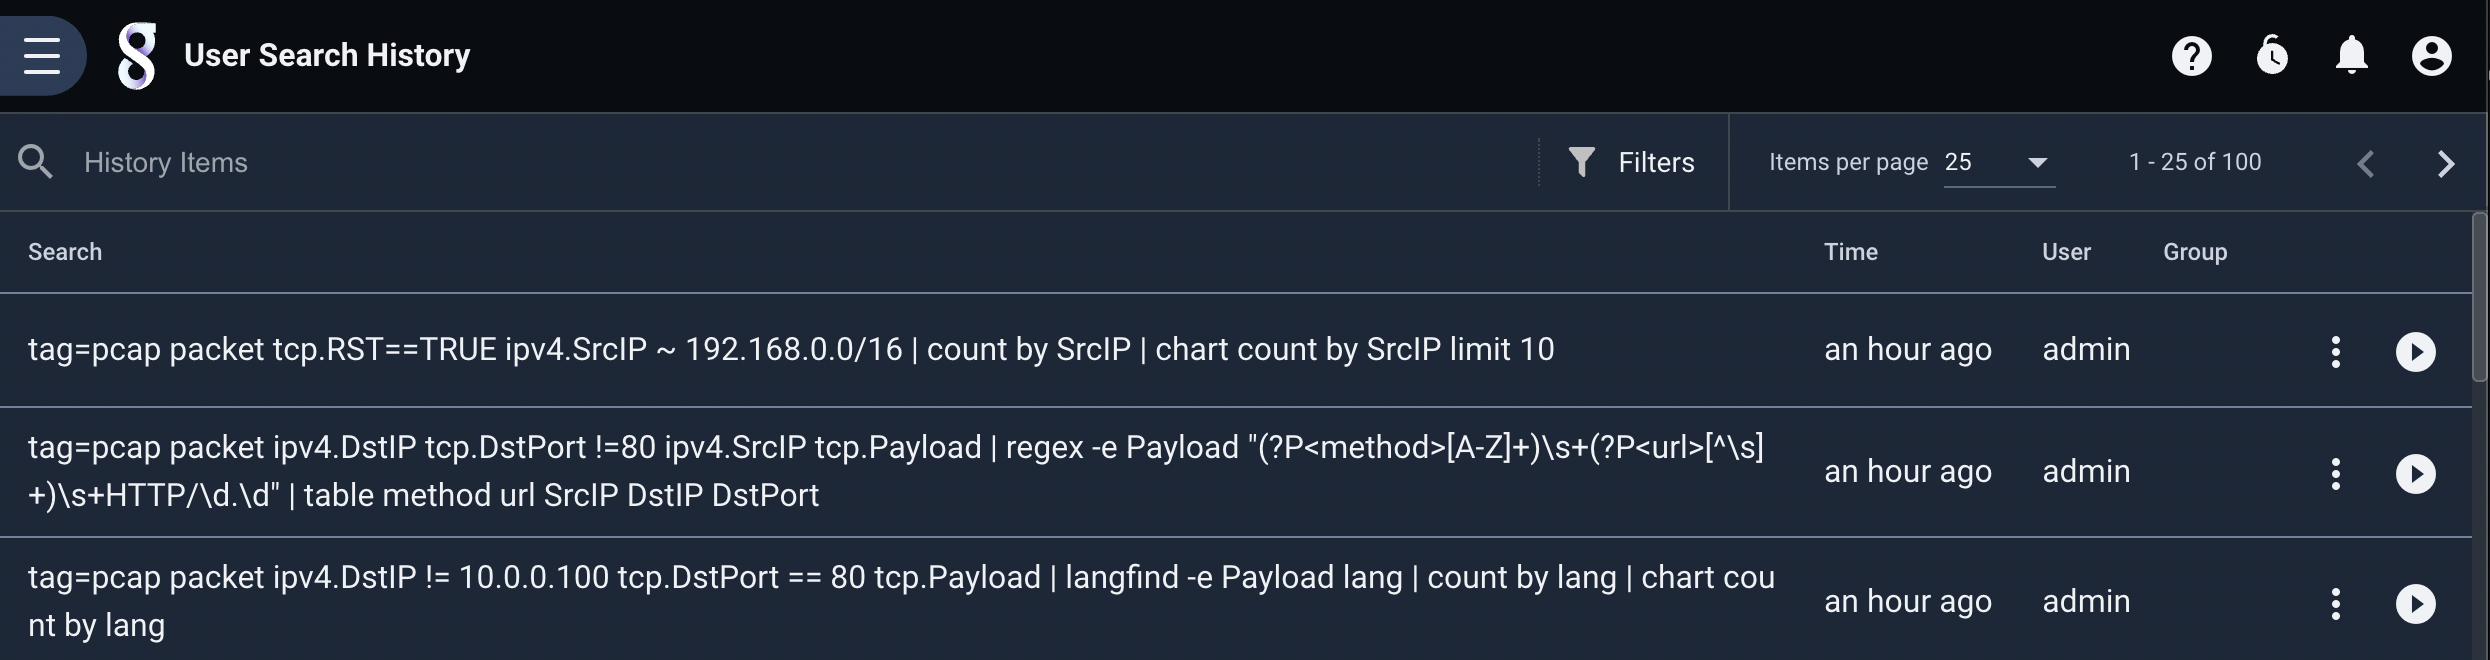 User Search History
History Items
Filters
Items per page 25
1 - 25 of 100
Search Time User Group
tag=pcap packet tcp.RST==TRUE ipv4.SrcIP ~ 192.168.0.0/16 | count by SrcIP | chart count by SrcIP limit 10
an hour ago admin
tag=pcap packet ipv4.DstIP tcp.DstPort !=80 ipv4.SrcIP tcp.Payload | regex -e Payload "(?P<method>[A-Z]+)\s+(?P<url>[^\s]
+)\s+HTTP/\d.\d" | table method url SrcIP DstIP DstPort
an hour ago admin
tag=pcap packet ipv4.DstIP != 10.0.0.100 tcp.DstPort == 80 tcp.Payload | langfind -e Payload lang | count by lang | chart cou
nt by lang
an hour ago admin